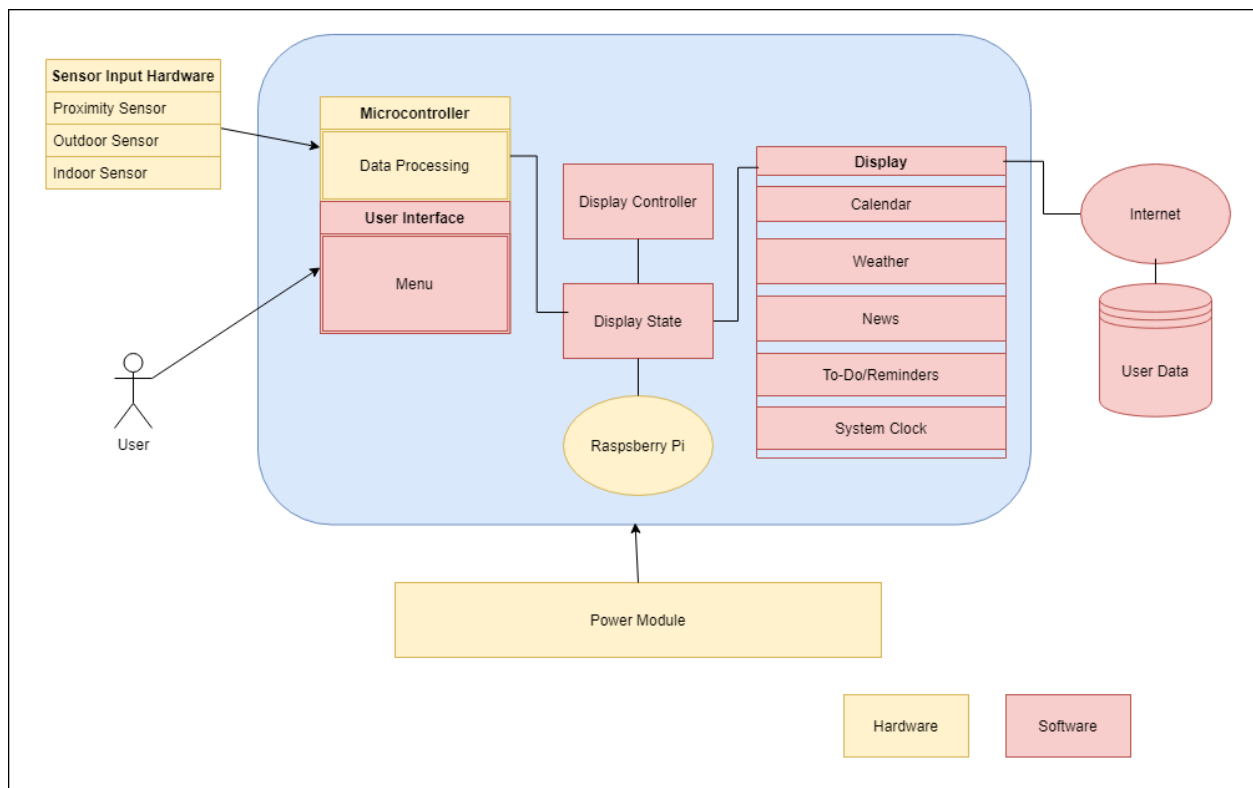 Sensor Input Hardware
Proximity Sensor
Outdoor Sensor
Indoor Sensor
Microcontroller
Data Processing
User Interface
Menu
User
Display Controller
Display State
Raspsberry Pi
Display
Calendar
Weather
News
To-Do/Reminders
System Clock
Internet
User Data
Power Module
Hardware
Software